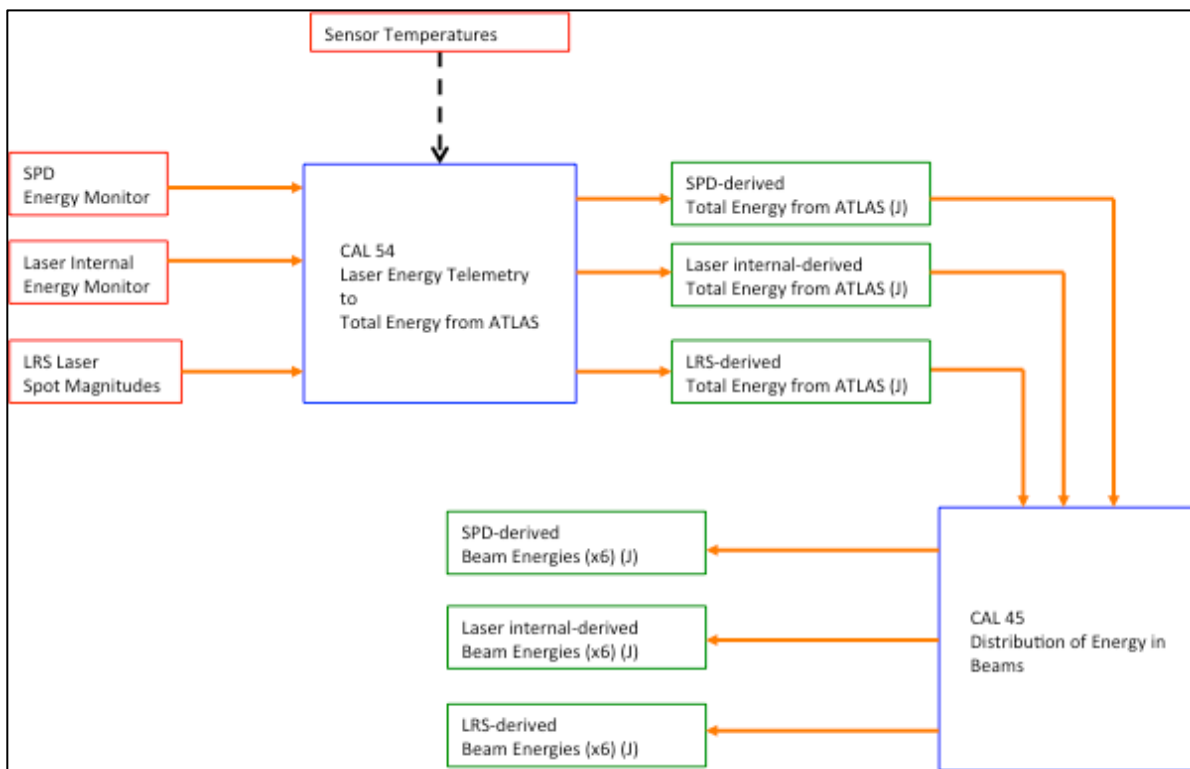 Sensor Temperatures
SPD
Energy Monitor
Laser Internal
Energy Monitor
LRS Laser
Spot Magnitudes
CAL 54
Laser Energy Telemetry
to
Total Energy from ATLAS
SPD-derived
Total Energy from ATLAS (J)
Laser internal-derived
Total Energy from ATLAS (J)
LRS-derived
Total Energy from ATLAS (J)
SPD-derived
Beam Energies (x6) (J)
Laser internal-derived
Beam Energies (x6) (J)
LRS-derived
Beam Energies (x6) (J)
CAL 45
Distribution of Energy in
Beams